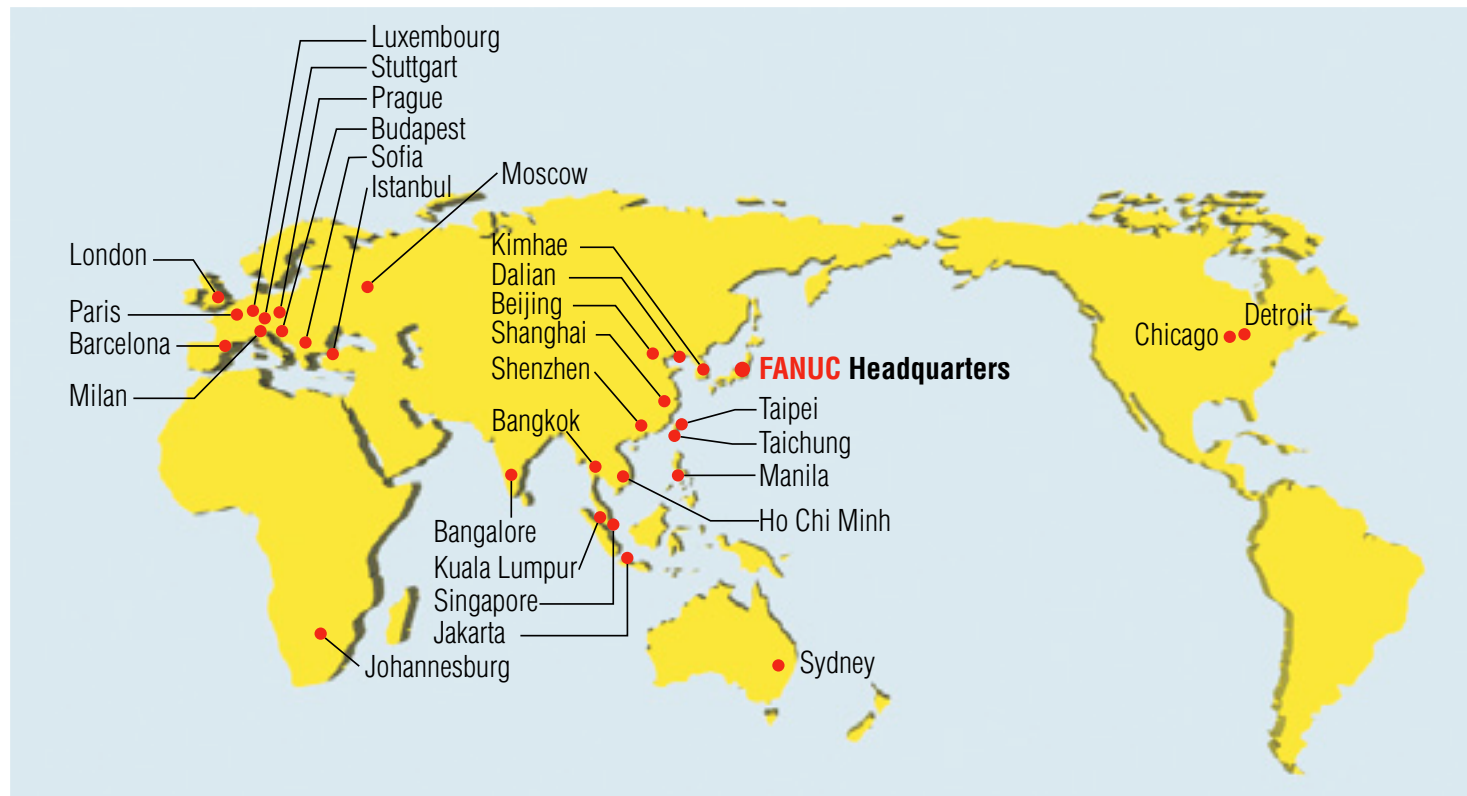 Luxembourg
Stuttgart
Prague
Budapest
Sofia
Istanbul
Moscow
London
Paris
Barcelona
Milan
Kimhae
Dalian
Beijing
Shanghai
Shenzhen
Bangkok
FANUC Headquarters
Taipei
Taichung
Manila
Ho Chi Minh
Bangalore
Kuala Lumpur
Singapore
Jakarta
Johannesburg
Sydney
Chicago
Detroit